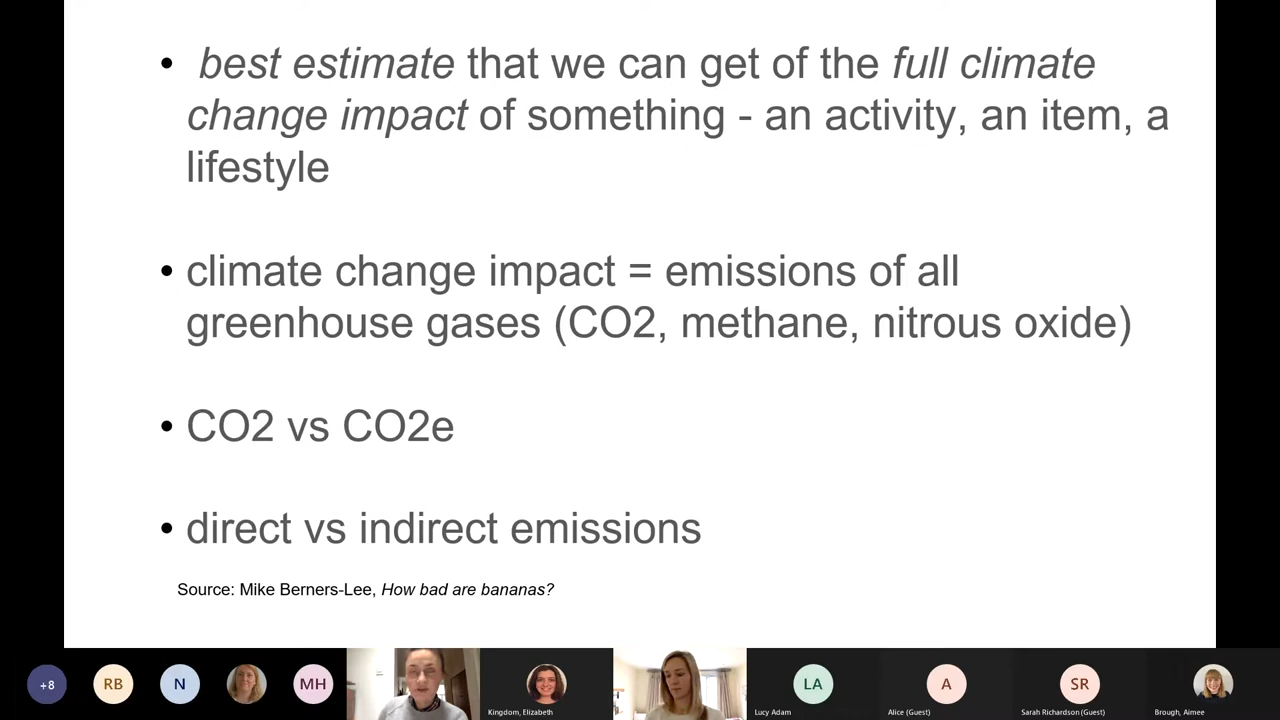 • best estimate that we can get of the full climate
change impact of something - an activity, an item, a
lifestyle
• climate change impact = emissions of all
greenhouse gases (CO2, methane, nitrous oxide)
• CO2 vs CO2e
• direct vs indirect emissions
Source: Mike Berners-Lee, How bad are bananas?
+8
RB
N
MH
Kingdom, Elizabeth
LA
Lucy Adam
A
Alice (Guest)
SR
Sarah Richardson (Guest)
Brough, Aimee